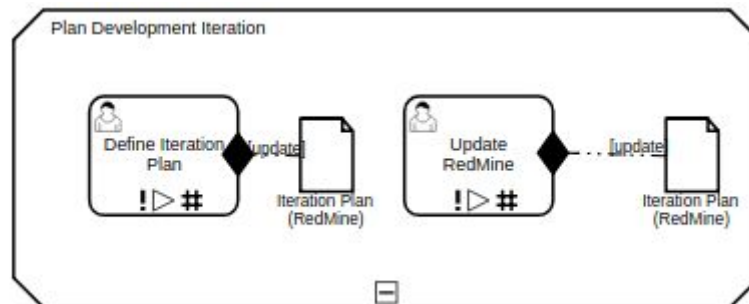 Plan Development Iteration
Define Iteration
Plan
[update]
Iteration Plan
(RedMine)
Update
RedMine
[update
Iteration Plan
(RedMine)